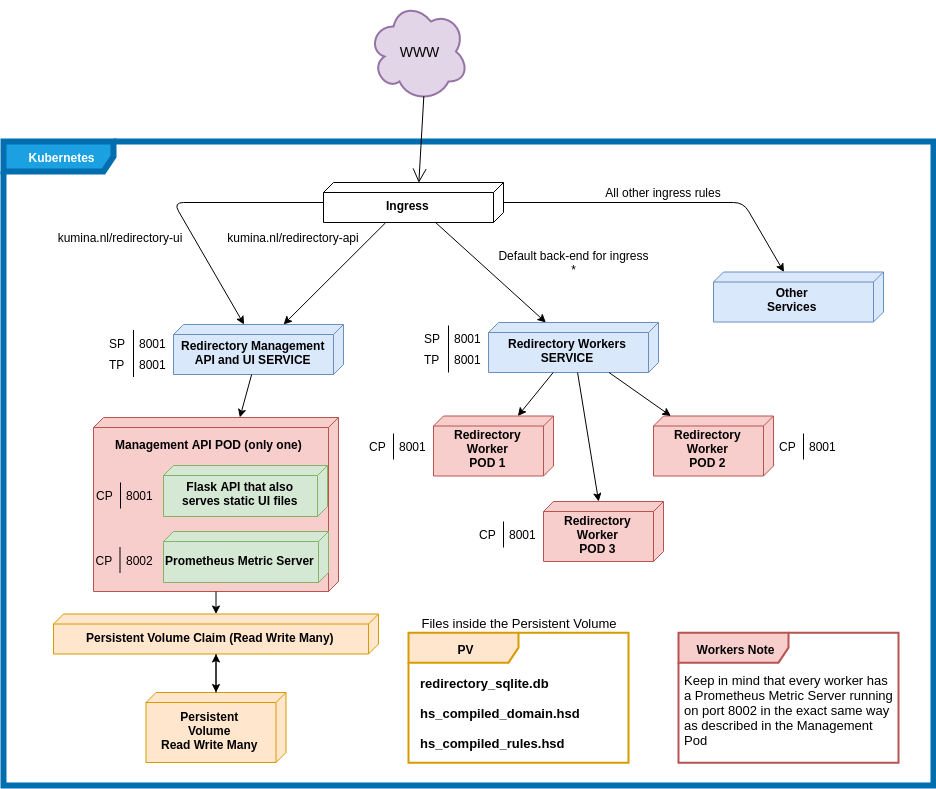 WWW
Kubernetes
Ingress
All other ingress rules
kumina.nl/redirectory-ui
kumina.nl/redirectory-api
Default back-end for ingress
*
Other
Services
SP 8001
TP 8001
Redirectory Management
API and UI SERVICE
SP 8001
TP 8001
Redirectory Workers
SERVICE
Management API POD (only one)
CP 8001
Flask API that also
serves static UI files
CP 8002
Prometheus Metric Server
CP 8001
Redirectory
Worker
POD 1
Redirectory
Worker
POD 2
CP 8001
CP 8001
Redirectory
Worker
POD 3
Persistent Volume Claim (Read Write Many)
Persistent
Volume
Read Write Many
Files inside the Persistent Volume
PV
redirectory_sqlite.db
hs_compiled_domain.hsd
hs_compiled_rules.hsd
Workers Note
Keep in mind that every worker has
a Prometheus Metric Server running
on port 8002 in the exact same way
as described in the Management
Pod